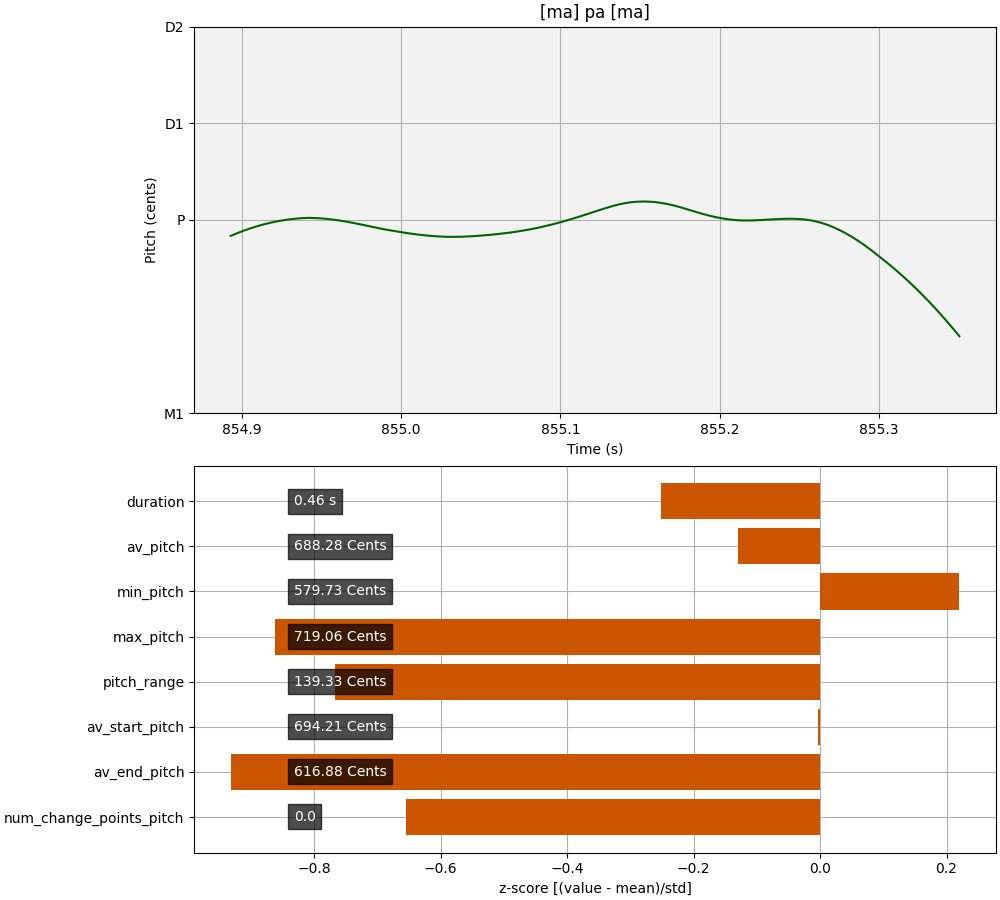 [ma] pa [ma]
D2
D1
P
M1
Pitch (cents)
854.9 855.0 855.1 855.2 855.3
Time (s)
duration 0.46 s
av_pitch 688.28 Cents
min_pitch 579.73 Cents
max_pitch 719.06 Cents
pitch_range 139.33 Cents
av_start_pitch 694.21 Cents
av_end_pitch 616.88 Cents
num_change_points_pitch 0.0
−0.8 −0.6 −0.4 −0.2 0.0 0.2
z-score [(value - mean)/std]